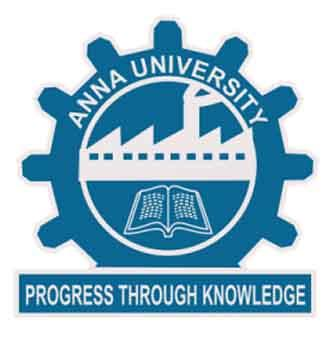 ANNA UNIVERSITY
PROGRESS THROUGH KNOWLEDGE